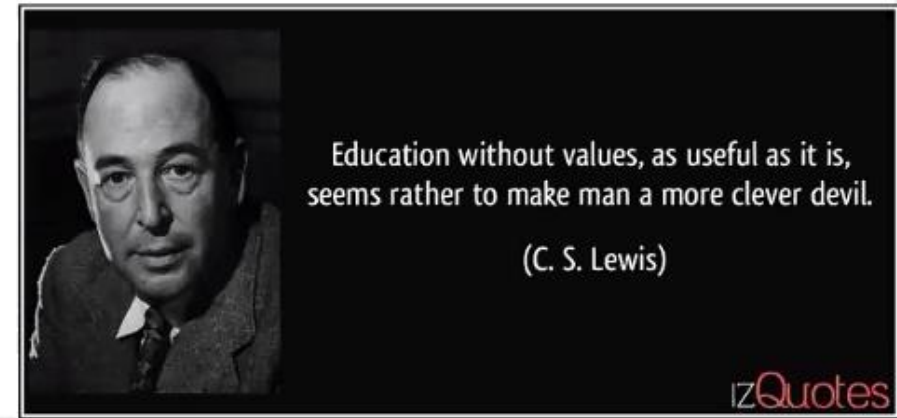 Education without values, as useful as it is,
seems rather to make man a more clever devil.
(C. S. Lewis)
IZQuotes